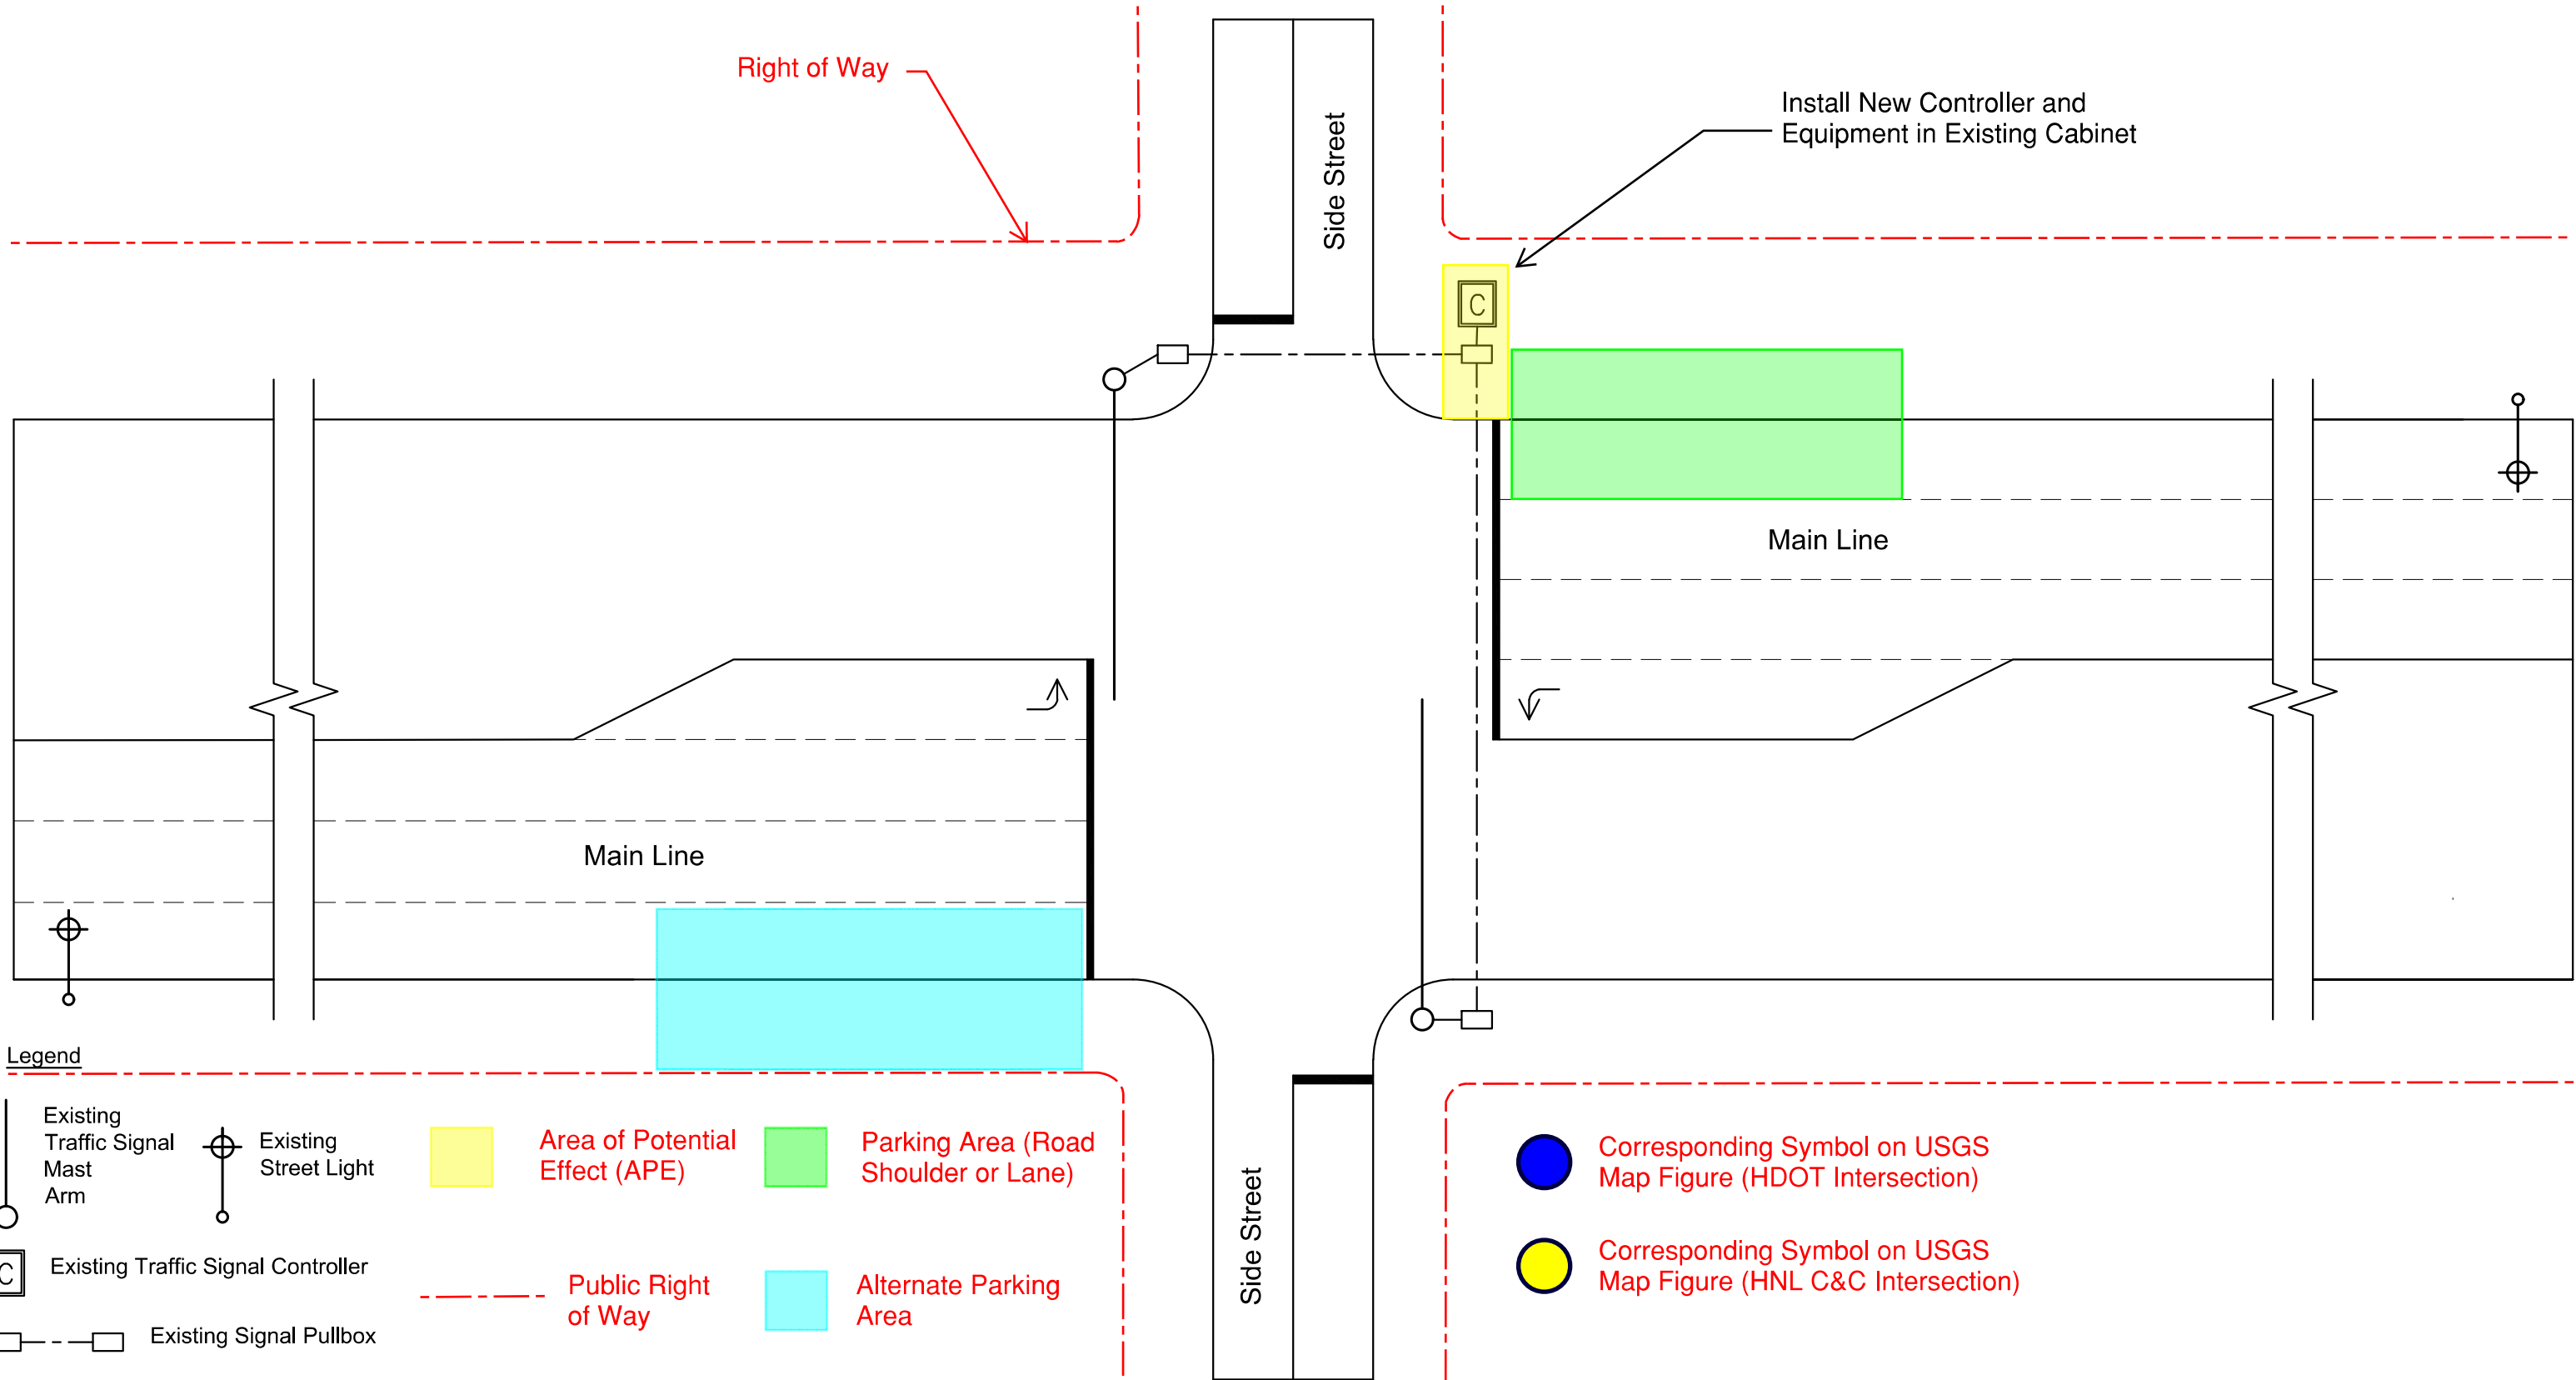 Right of Way
Install New Controller and
Equipment in Existing Cabinet
Side Street
C
Main Line
Main Line
Legend
Existing
Traffic Signal
Mast
Arm
Existing
Street Light
Area of Potential
Effect (APE)
Parking Area (Road
Shoulder or Lane)
Corresponding Symbol on USGS
Map Figure (HDOT Intersection)
Side Street
C
Existing Traffic Signal Controller
Public Right
of Way
Alternate Parking
Area
Corresponding Symbol on USGS
Map Figure (HNL C&C Intersection)
Existing Signal Pullbox